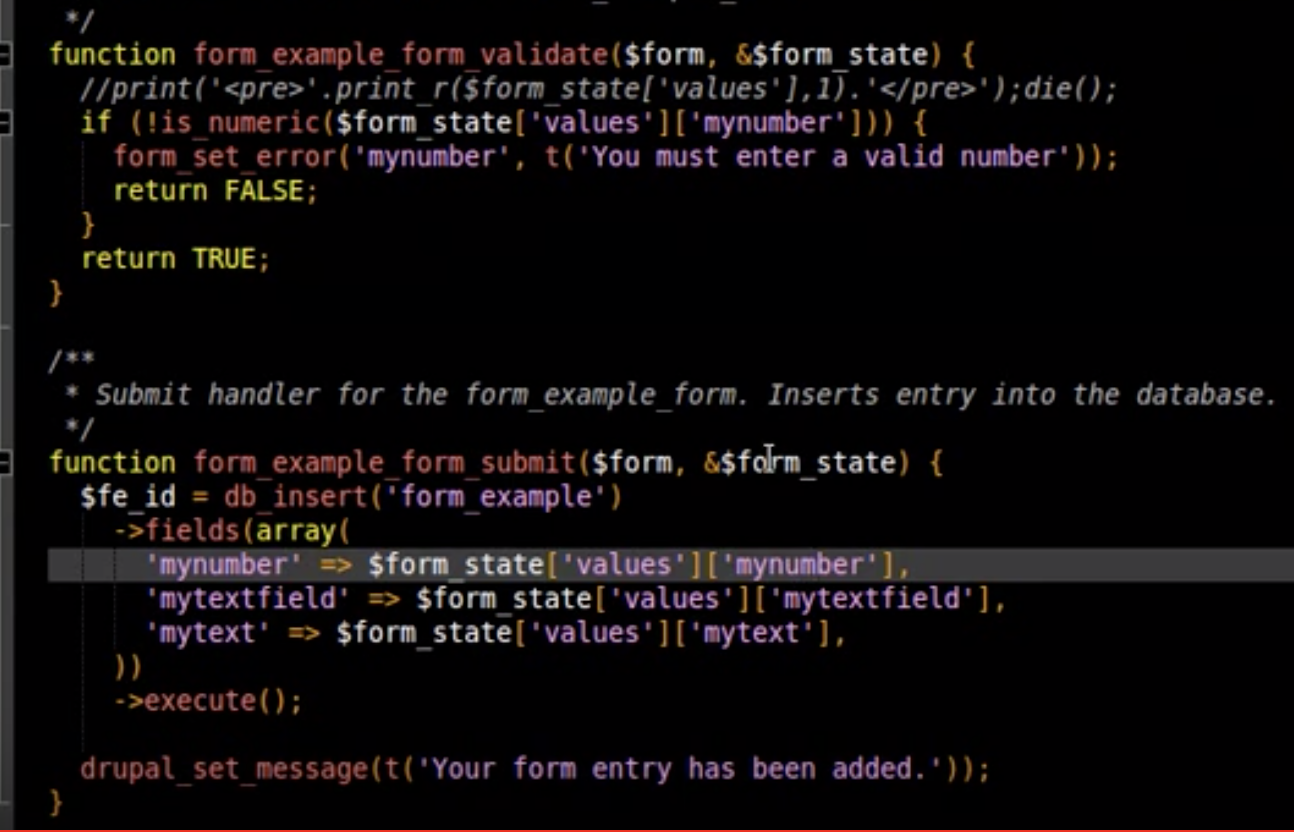 */
function form_example_form_validate($form, &$form_state) {
//print('<pre>'.print_r($form_state['values'],1).'</pre>');die();
if (!is_numeric($form_state['values']['mynumber'])) {
form_set_error('mynumber', t('You must enter a valid number'));
return FALSE;
}
return TRUE;
}
/**
* Submit handler for the form_example_form. Inserts entry into the database.
*/
function form_example_form_submit($form, &$form_state) {
$fe_id = db_insert('form_example')
->fields(array(
'mynumber' => $form_state['values']['mynumber'],
'mytextfield' => $form_state['values']['mytextfield'],
'mytext' => $form_state['values']['mytext'],
))
->execute();
drupal_set_message(t('Your form entry has been added.'));
}